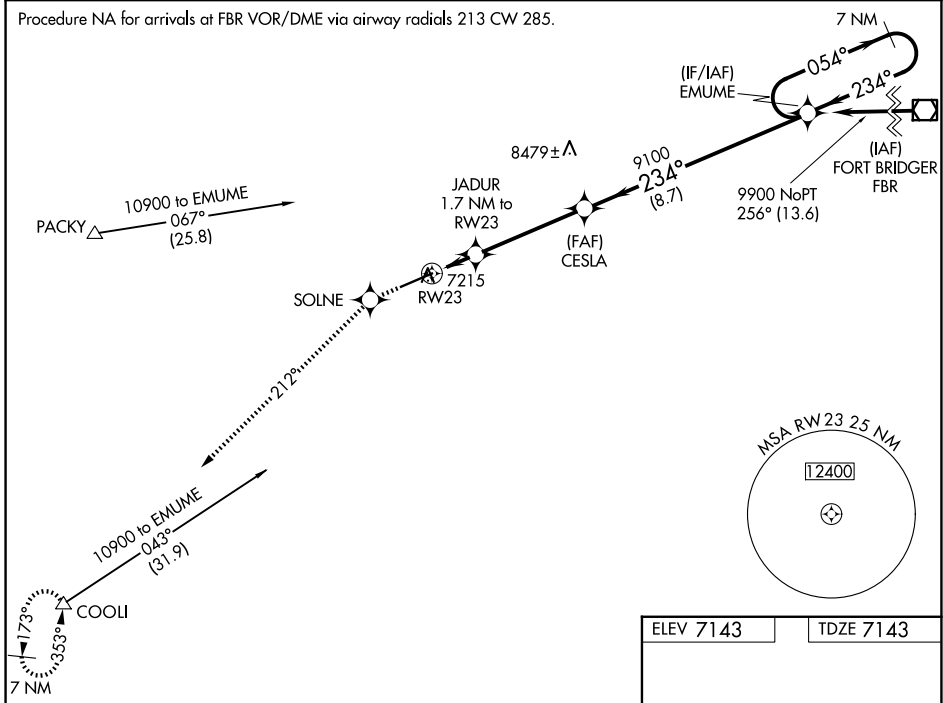 Procedure NA for arrivals at FBR VOR/DME via airway radials 213 CW 285.
7 NM
054°
234°
(IF/IAF)
EMUME
(IAF)
FORT BRIDGER
FBR
9900 NoPT
256° (13.6)
8479±
9100
234°
(8.7)
JADUR
1.7 NM to
RW23
(FAF)
CESLA
10900 to EMUME
067°
(25.8)
PACKY
7215
RW23
SOLNE
212°
MSA RW23 25 NM
12400
10900 to EMUME
043°
(31.9)
COOLI
173°
353°
7 NM
ELEV 7143
TDZE 7143